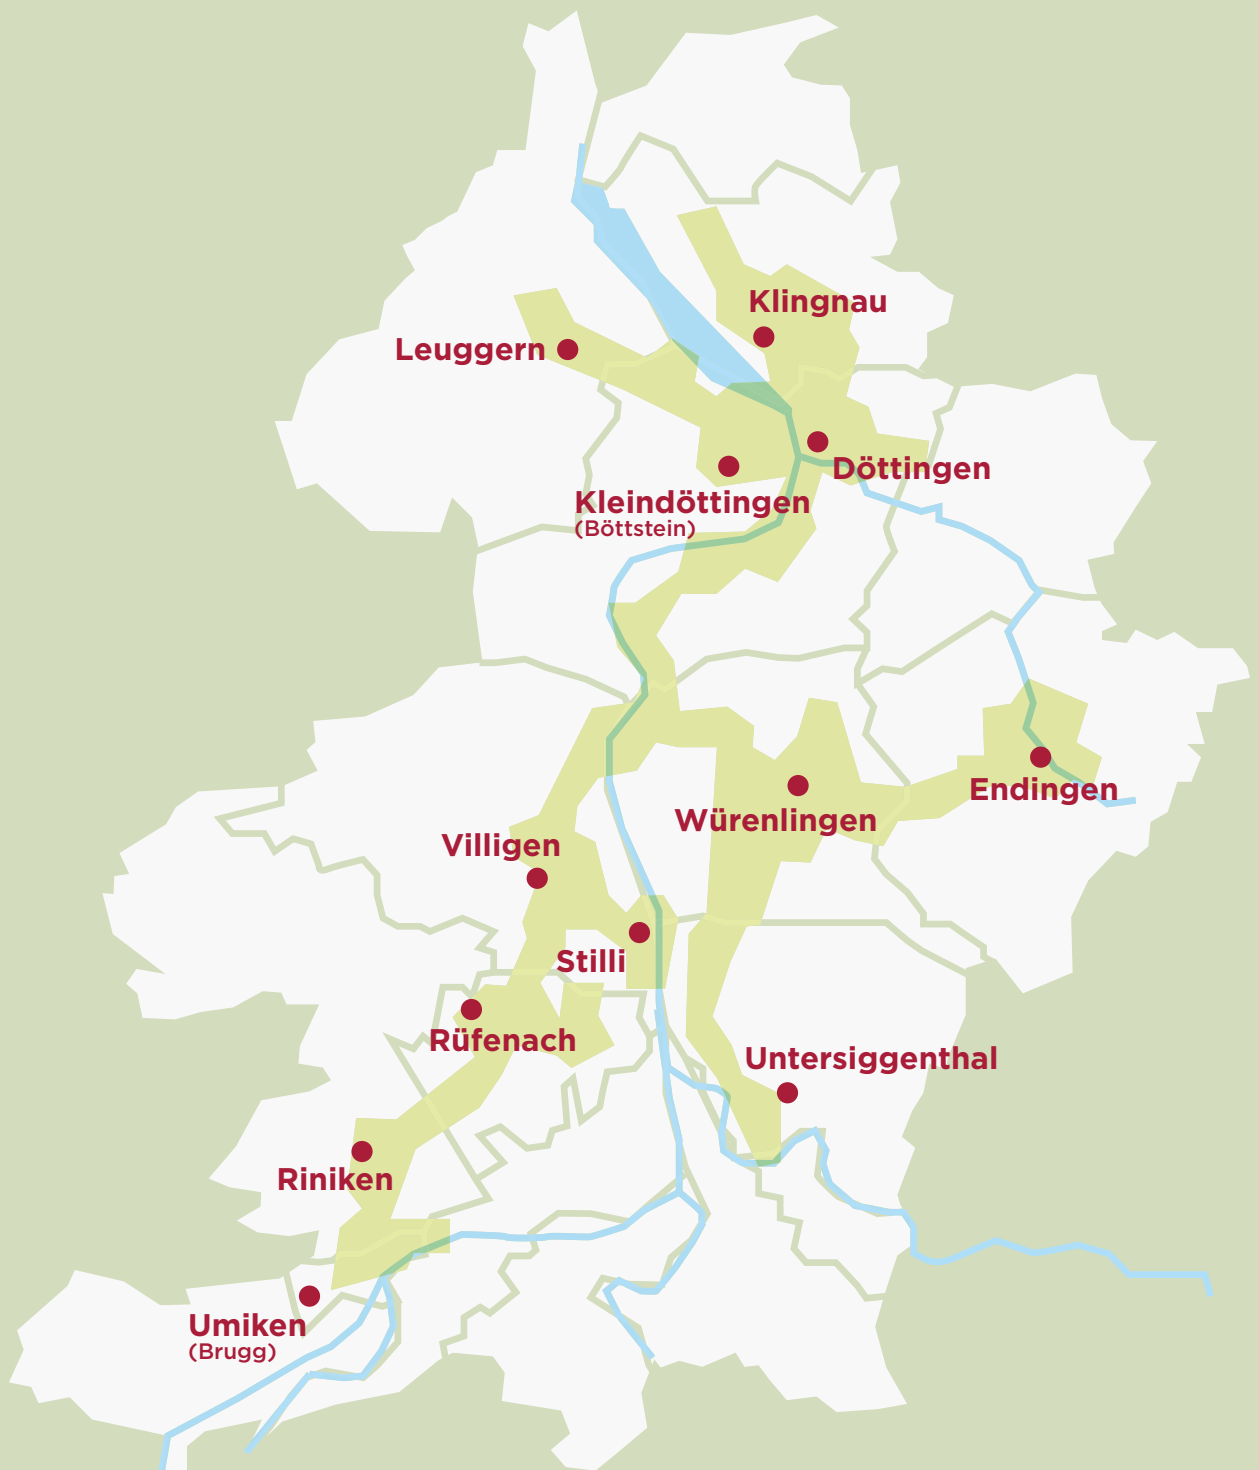 Klingnau
Leuggern
Döttingen
Kleindöttingen
(Böttstein)
Endingen
Würenlingen
Villigen
Stilli
Rüfenach
Untersiggenthal
Riniken
Umiken
(Brugg)